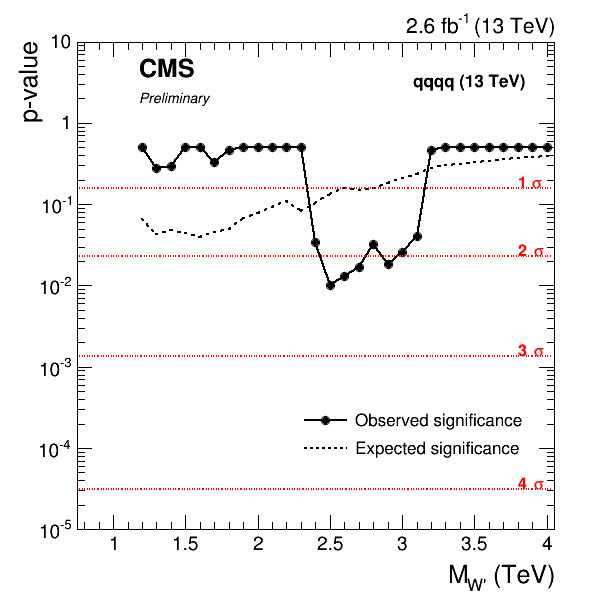 2.6 fb⁻¹ (13 TeV)
p-value
10
CMS
qqqq (13 TeV)
Preliminary
1
1 σ
10⁻¹
2 σ
10⁻²
3 σ
10⁻³
Observed significance
10⁻⁴
Expected significance
4 σ
10⁻⁵
1 1.5 2 2.5 3 3.5 4
M_W' (TeV)